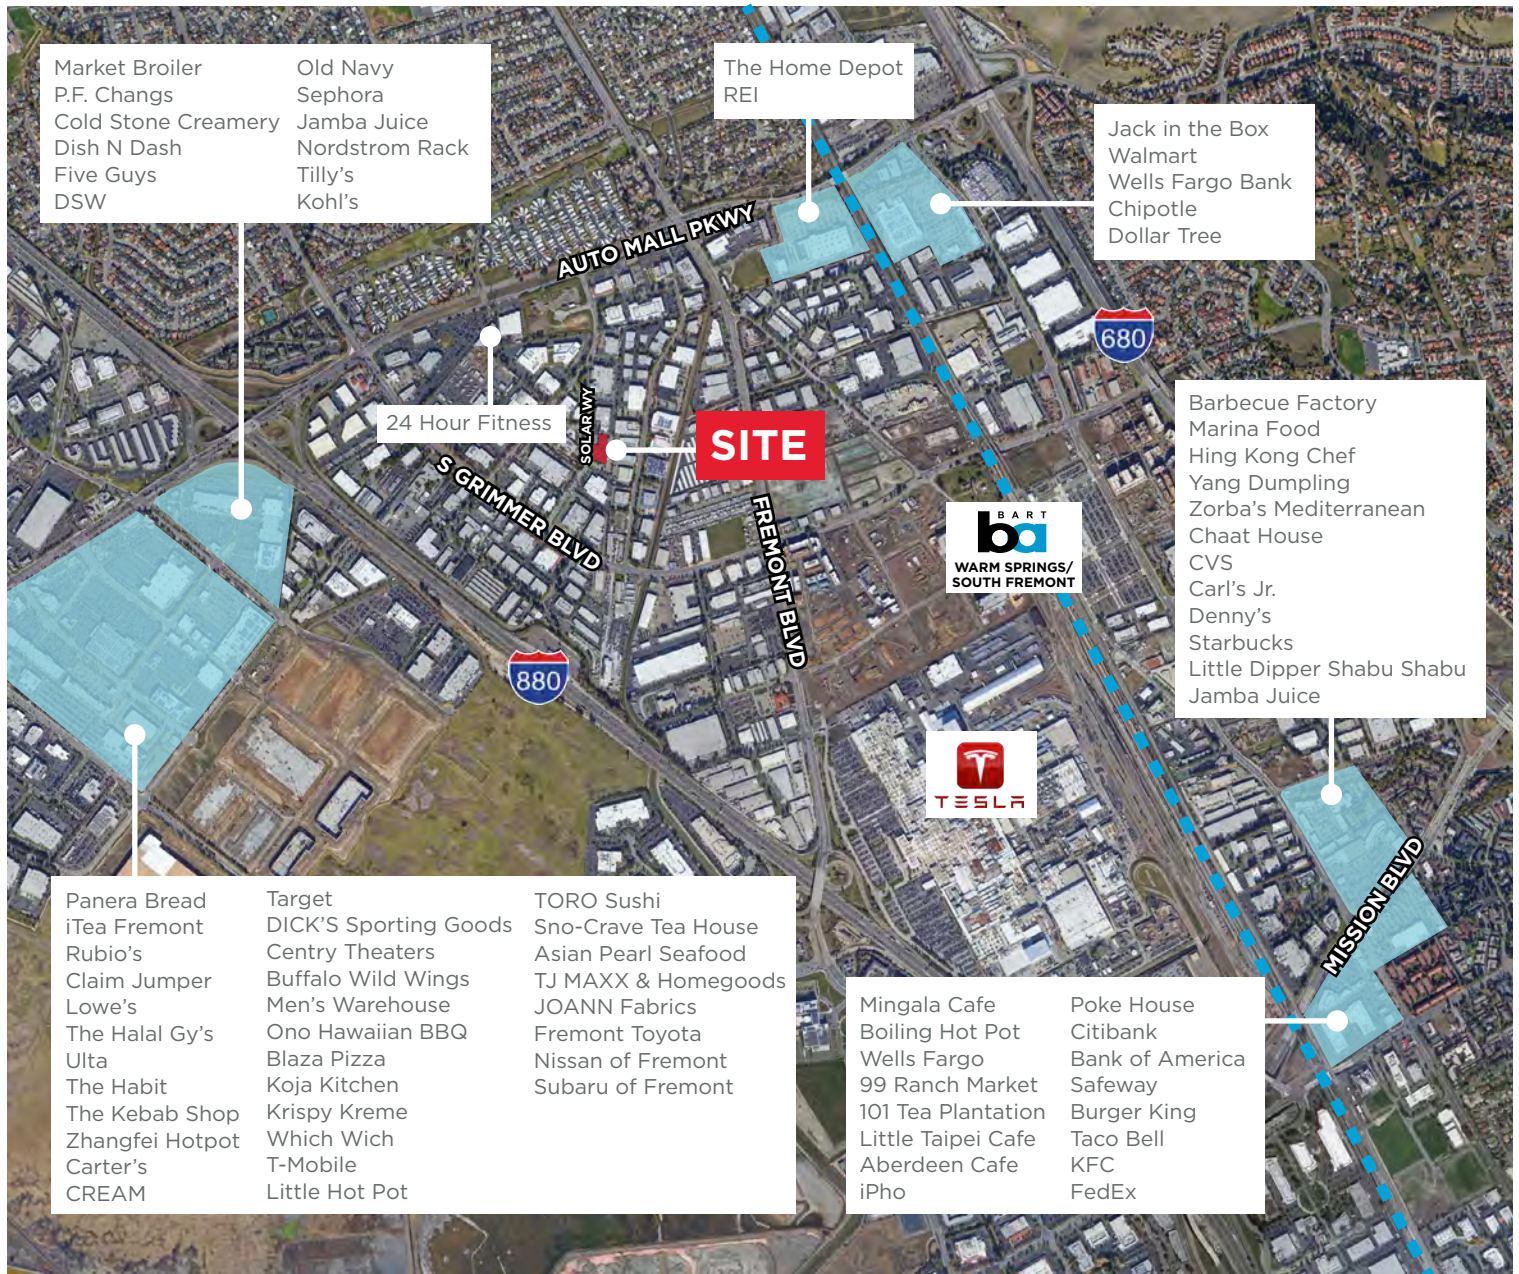 Market Broiler
P.F. Changs
Cold Stone Creamery
Dish N Dash
Five Guys
DSW
Old Navy
Sephora
Jamba Juice
Nordstrom Rack
Tilly's
Kohl's
The Home Depot
REI
Jack in the Box
Walmart
Wells Fargo Bank
Chipotle
Dollar Tree
AUTO MALL PKWY
680
24 Hour Fitness
SOLAR WY
SITE
S GRIMMER BLVD
FREMONT BLVD
BART
ba
WARM SPRINGS/
SOUTH FREMONT
880
TESLA
Barbecue Factory
Marina Food
Hing Kong Chef
Yang Dumpling
Zorba's Mediterranean
Chaat House
CVS
Carl's Jr.
Denny's
Starbucks
Little Dipper Shabu Shabu
Jamba Juice
MISSION BLVD
Panera Bread
iTea Fremont
Rubio's
Claim Jumper
Lowe's
The Halal Gy's
Ulta
The Habit
The Kebab Shop
Zhangfei Hotpot
Carter's
CREAM
Target
DICK'S Sporting Goods
Centry Theaters
Buffalo Wild Wings
Men's Warehouse
Ono Hawaiian BBQ
Blaza Pizza
Koja Kitchen
Krispy Kreme
Which Wich
T-Mobile
Little Hot Pot
TORO Sushi
Sno-Crave Tea House
Asian Pearl Seafood
TJ MAXX & Homegoods
JOANN Fabrics
Fremont Toyota
Nissan of Fremont
Subaru of Fremont
Mingala Cafe
Boiling Hot Pot
Wells Fargo
99 Ranch Market
101 Tea Plantation
Little Taipei Cafe
Aberdeen Cafe
iPho
Poke House
Citibank
Bank of America
Safeway
Burger King
Taco Bell
KFC
FedEx